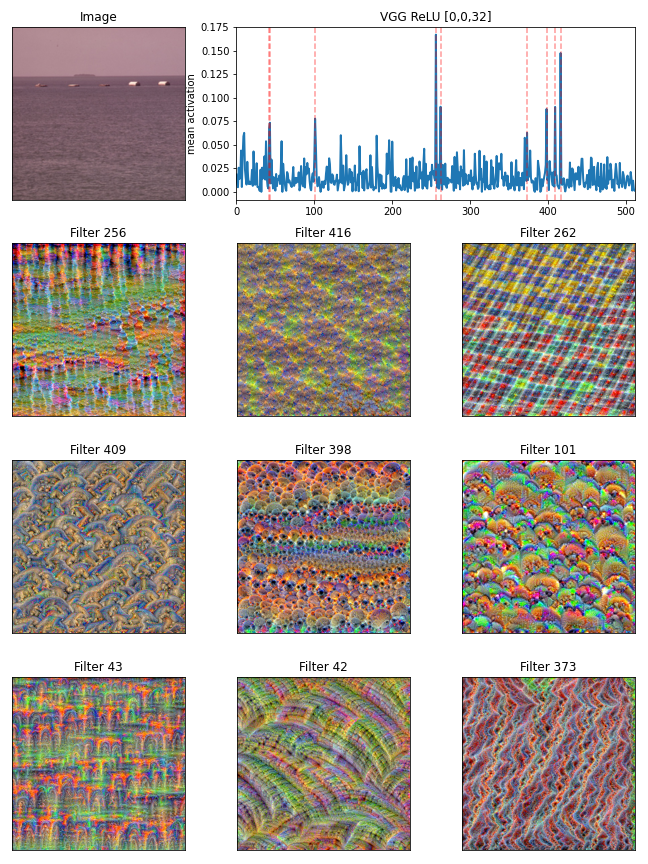 Image
VGG ReLU [0,0,32]
mean activation
0.175
0.150
0.125
0.100
0.075
0.050
0.025
0.000
0 100 200 300 400 500
Filter 256 Filter 416 Filter 262
Filter 409 Filter 398 Filter 101
Filter 43 Filter 42 Filter 373